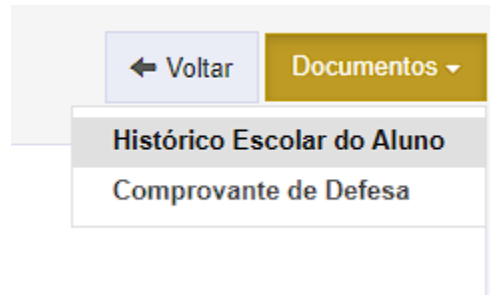 Voltar Documentos
Histórico Escolar do Aluno
Comprovante de Defesa